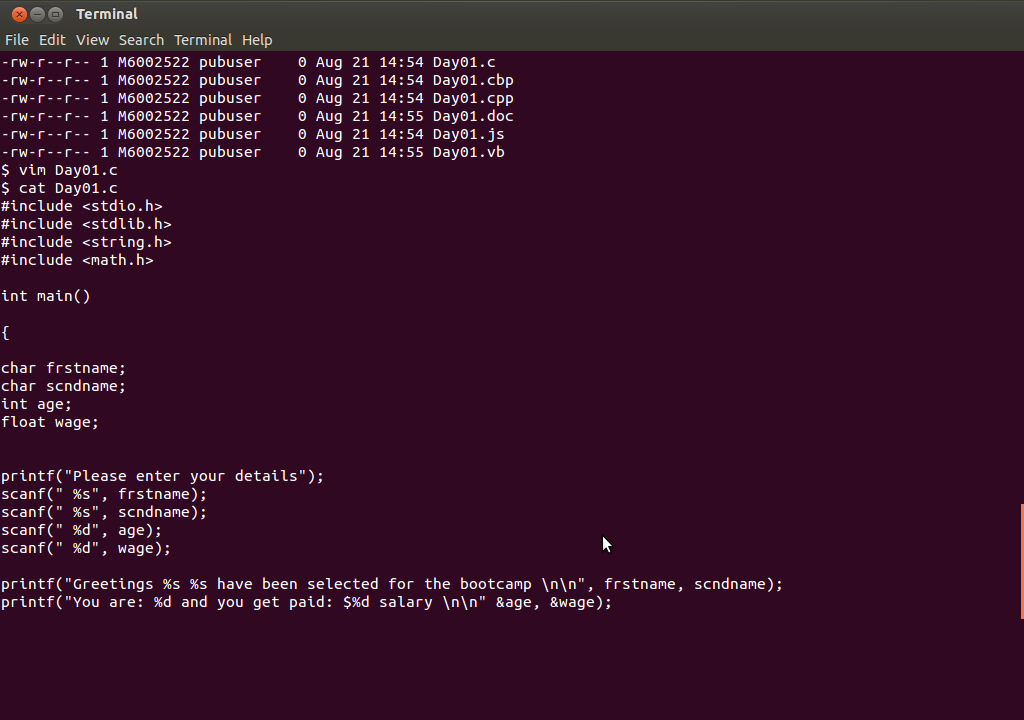 Terminal
File Edit View Search Terminal Help
-rw-r--r-- 1 M6002522 pubuser    0 Aug 21 14:54 Day01.c
-rw-r--r-- 1 M6002522 pubuser    0 Aug 21 14:54 Day01.cbp
-rw-r--r-- 1 M6002522 pubuser    0 Aug 21 14:54 Day01.cpp
-rw-r--r-- 1 M6002522 pubuser    0 Aug 21 14:55 Day01.doc
-rw-r--r-- 1 M6002522 pubuser    0 Aug 21 14:54 Day01.js
-rw-r--r-- 1 M6002522 pubuser    0 Aug 21 14:55 Day01.vb
$ vim Day01.c
$ cat Day01.c
#include <stdio.h>
#include <stdlib.h>
#include <string.h>
#include <math.h>
int main()
{
char frstname;
char scndname;
int age;
float wage;
printf("Please enter your details");
scanf(" %s", frstname);
scanf(" %s", scndname);
scanf(" %d", age);
scanf(" %d", wage);
printf("Greetings %s %s have been selected for the bootcamp \n\n", frstname, scndname);
printf("You are: %d and you get paid: $%d salary \n\n" &age, &wage);